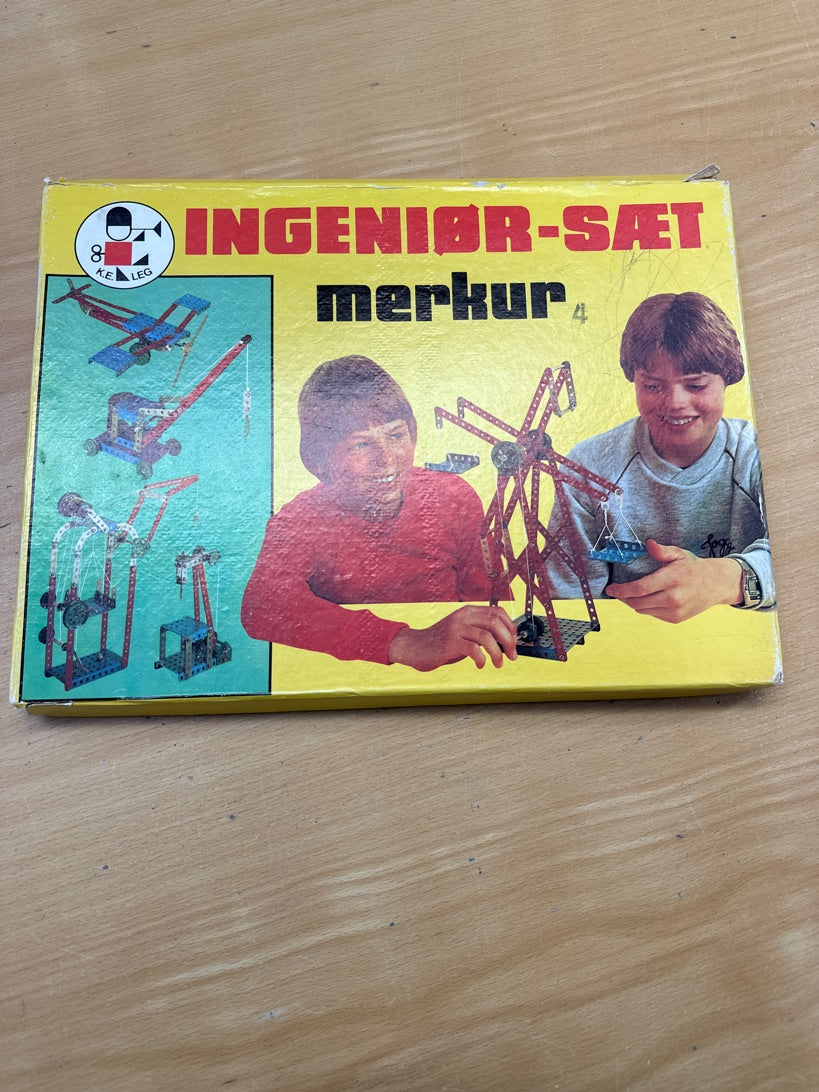 INGENIØR-SÆT
K.E. LEG
merkur 4